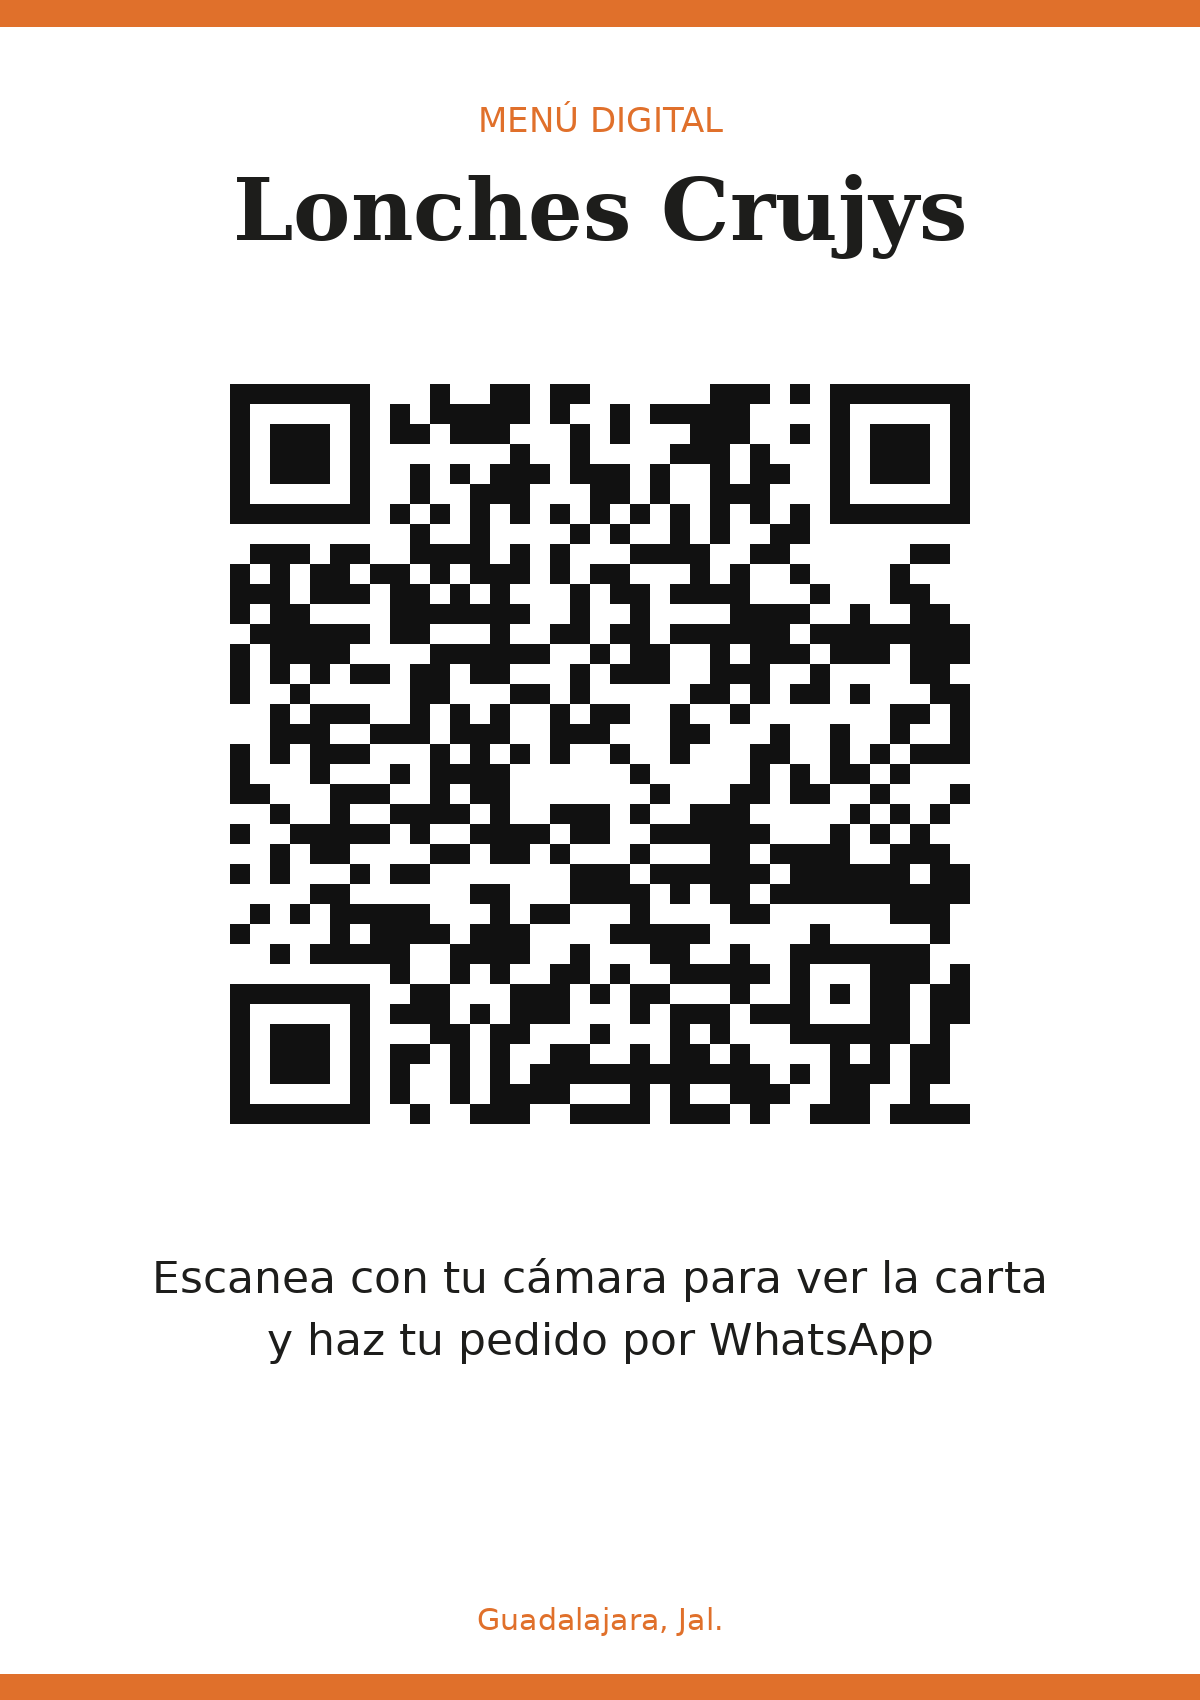 MENÚ DIGITAL
Lonches Crujys
Escanea con tu cámara para ver la carta
y haz tu pedido por WhatsApp
Guadalajara, Jal.